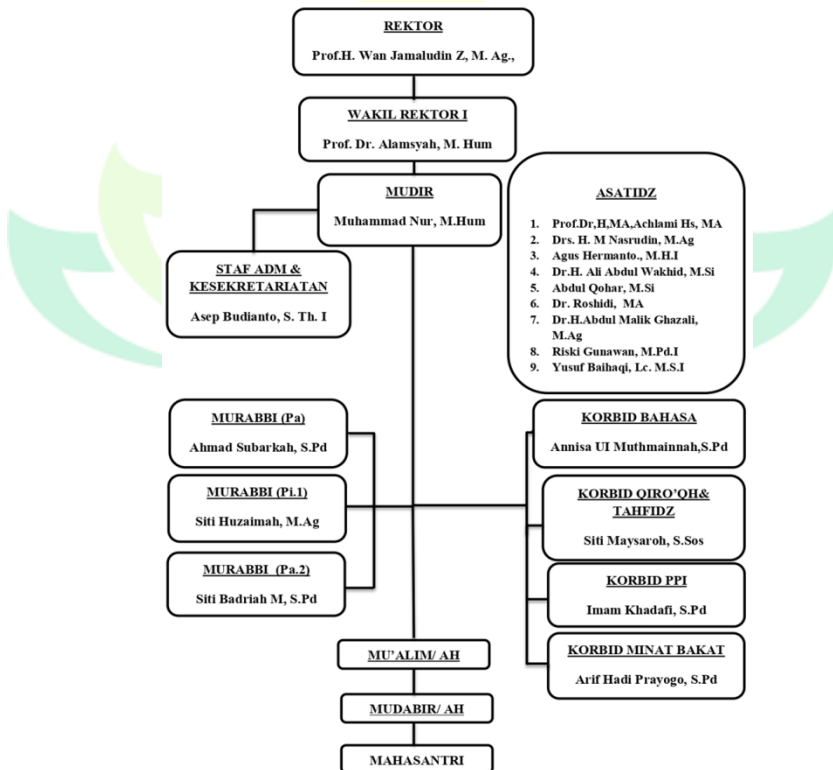 REKTOR
Prof.H. Wan Jamaludin Z, M. Ag.,
WAKIL REKTOR I
Prof. Dr. Alamsyah, M. Hum
MUDIR
Muhammad Nur, M.Hum
ASATIDZ
1. Prof.Dr,H,MA,Achlami Hs, MA
2. Drs. H. M Nasrudin, M.Ag
3. Agus Hermanto., M.H.I
4. Dr.H. Ali Abdul Wakhid, M.Si
5. Abdul Qohar, M.Si
6. Dr. Roshidi, MA
7. Dr.H.Abdul Malik Ghazali,
M.Ag
8. Riski Gunawan, M.Pd.I
9. Yusuf Baihaqi, Lc. M.S.I
STAF ADM &
KESEKRETARIATAN
Asep Budianto, S. Th. I
MURABBI (Pa)
Ahmad Subarkah, S.Pd
MURABBI (Pi.1)
Siti Huzaimah, M.Ag
MURABBI (Pa.2)
Siti Badriah M, S.Pd
KORBID BAHASA
Annisa UI Muthmainnah,S.Pd
KORBID QIRO'QH&
TAHFIDZ
Siti Maysaroh, S.Sos
KORBID PPI
Imam Khadafi, S.Pd
KORBID MINAT BAKAT
Arif Hadi Prayogo, S.Pd
MU'ALIM/ AH
MUDABIR/ AH
MAHASANTRI